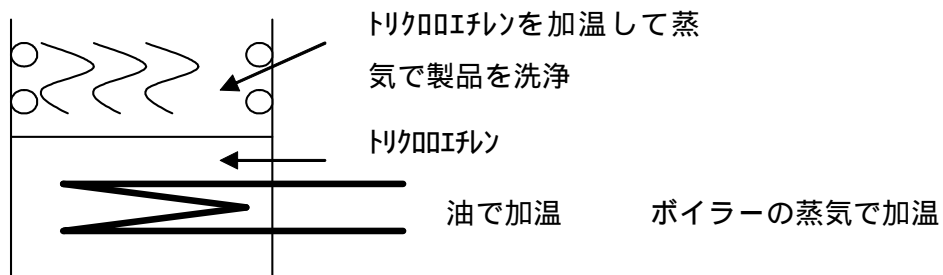 ﾄﾘｸﾛﾛｴﾁﾚﾝを加温して蒸
気で製品を洗浄
ﾄﾘｸﾛﾛｴﾁﾚﾝ
油で加温　　ボイラーの蒸気で加温